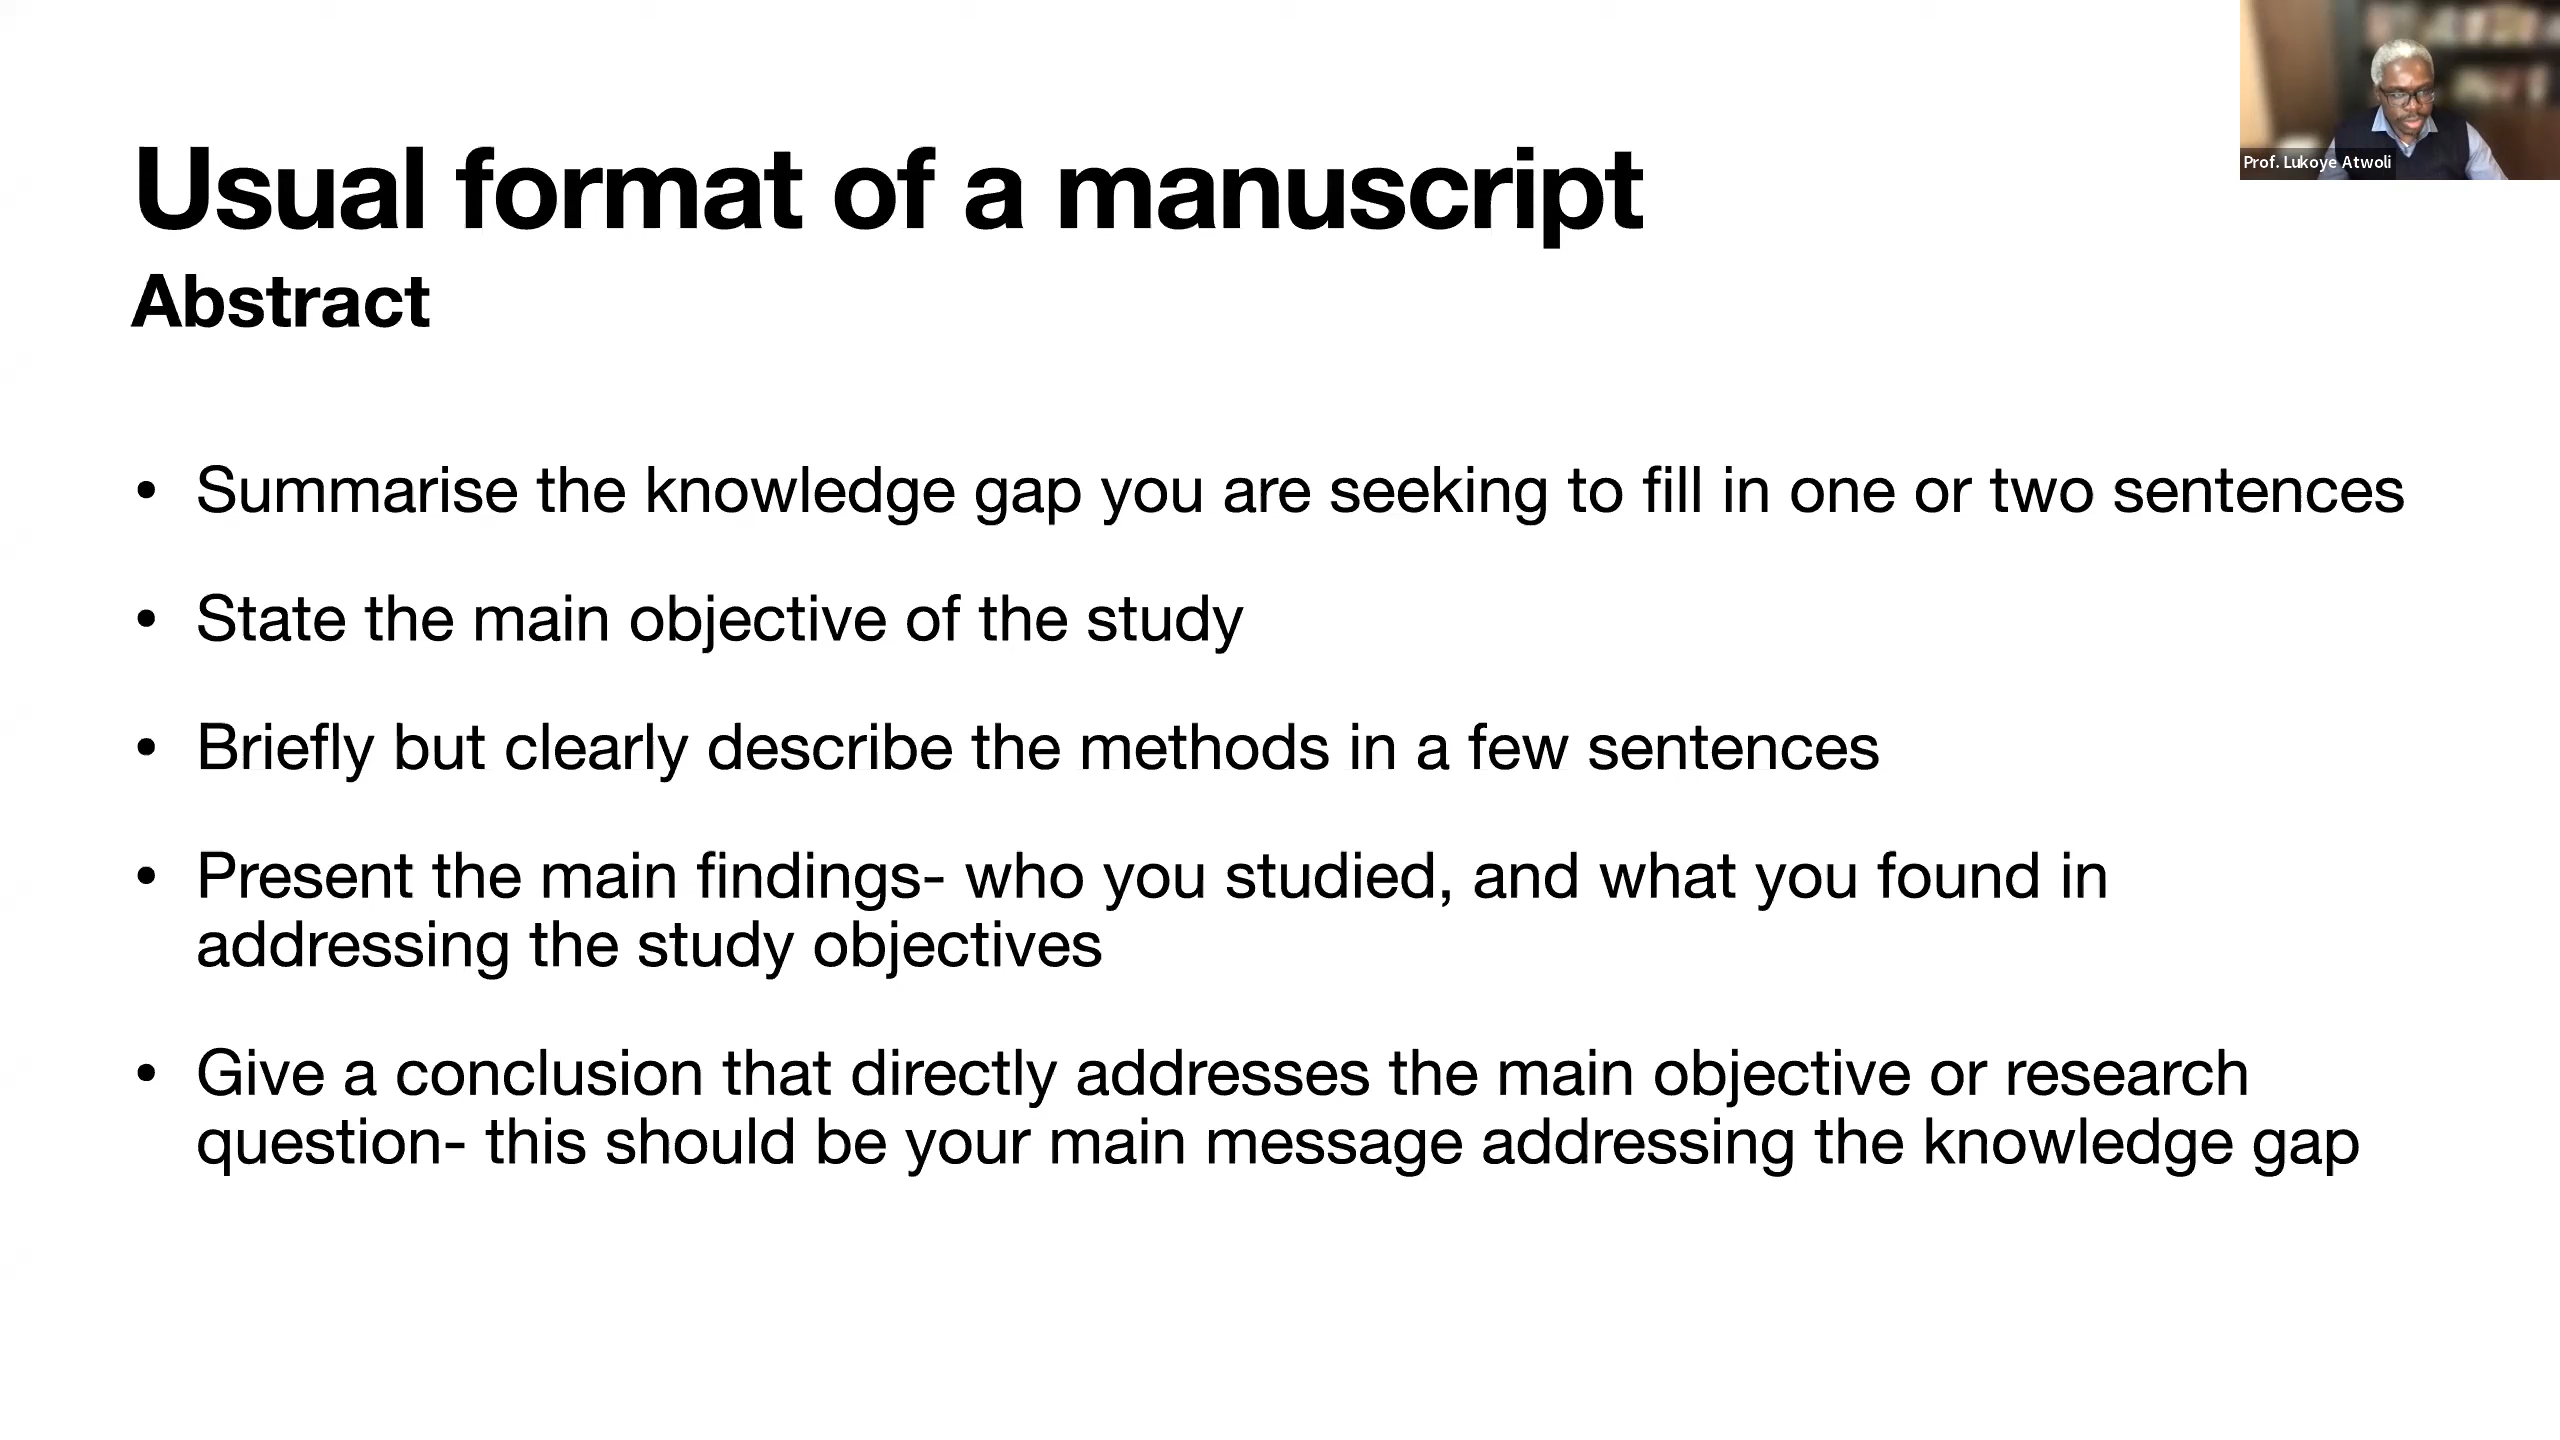 Usual format of a manuscript
Abstract
• Summarise the knowledge gap you are seeking to fill in one or two sentences
• State the main objective of the study
• Briefly but clearly describe the methods in a few sentences
• Present the main findings- who you studied, and what you found in
addressing the study objectives
• Give a conclusion that directly addresses the main objective or research
question- this should be your main message addressing the knowledge gap
Prof. Lukoye Atwoli